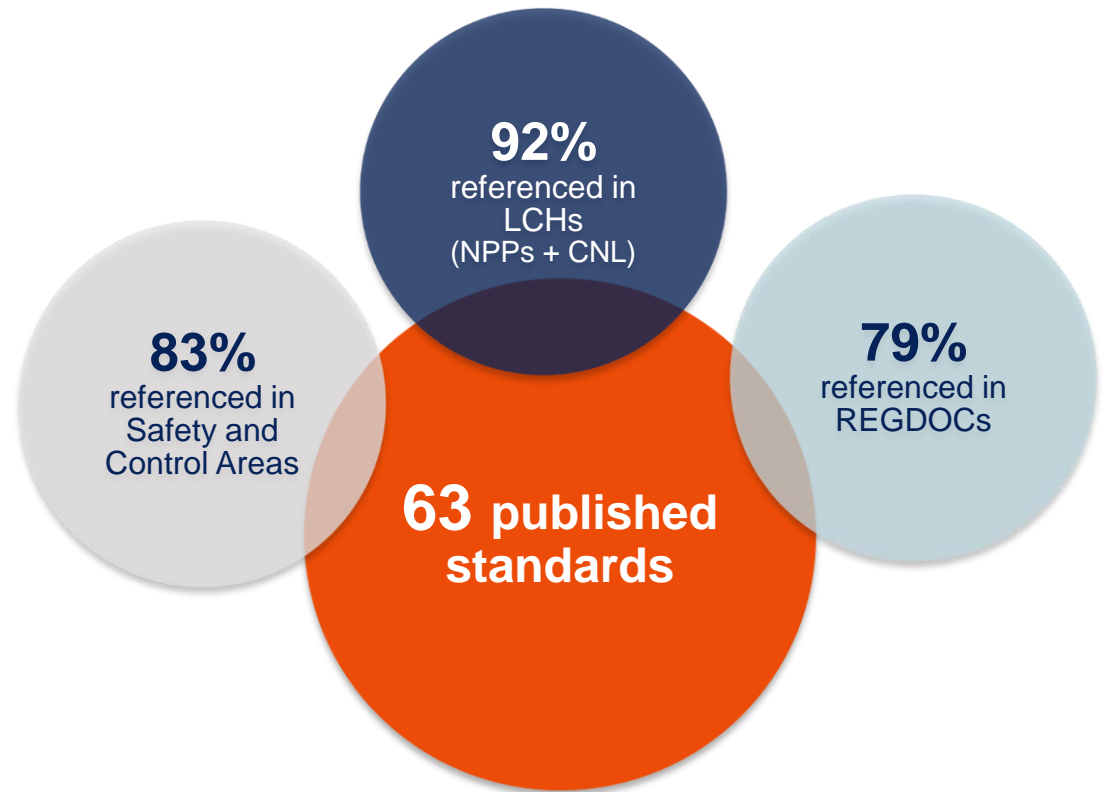 92%
referenced in
LCHs
(NPPs + CNL)
83%
referenced in
Safety and
Control Areas
79%
referenced in
REGDOCs
63 published
standards